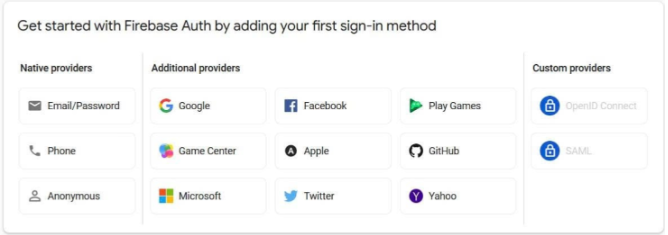 Get started with Firebase Auth by adding your first sign-in method
Native providers
Additional providers
Custom providers
Email/Password
Google
Facebook
Play Games
OpenID Connect
Phone
Game Center
Apple
GitHub
SAML
Anonymous
Microsoft
Twitter
Yahoo